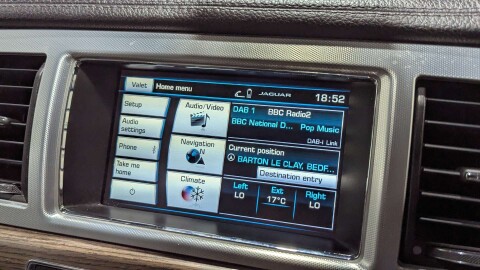 Valet Home menu JAGUAR 18:52
Setup
Audio settings
Phone
Take me home
Audio/Video
Navigation
N
Climate
DAB 1 BBC Radio2
BBC National D... Pop Music
DAB-i Link
Current position
BARTON LE CLAY, BEDF...
Destination entry
Left Ext Right
LO 17°C LO